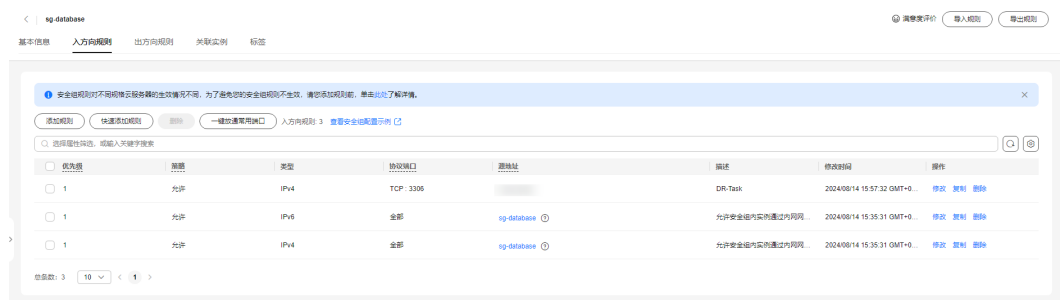 sg-database 满意度评价 导入规则 导出规则
基本信息 入方向规则 出方向规则 关联实例 标签
安全组规则对不同规格云服务器的生效情况不同，为了避免您的安全组规则不生效，请您添加规则前，单击此处了解详情。
添加规则 快速添加规则 删除 一键放通常用端口 入方向规则: 3 查看安全组配置示例
选择属性筛选，或输入关键字搜索
优先级 策略 类型 协议端口 源地址 描述 修改时间 操作
1 允许 IPv4 TCP : 3306 DR-Task 2024/08/14 15:57:32 GMT+0... 修改 复制 删除
1 允许 IPv6 全部 sg-database 允许安全组内实例通过内网网... 2024/08/14 15:35:31 GMT+0... 修改 复制 删除
1 允许 IPv4 全部 sg-database 允许安全组内实例通过内网网... 2024/08/14 15:35:31 GMT+0... 修改 复制 删除
总条数: 3 10 1